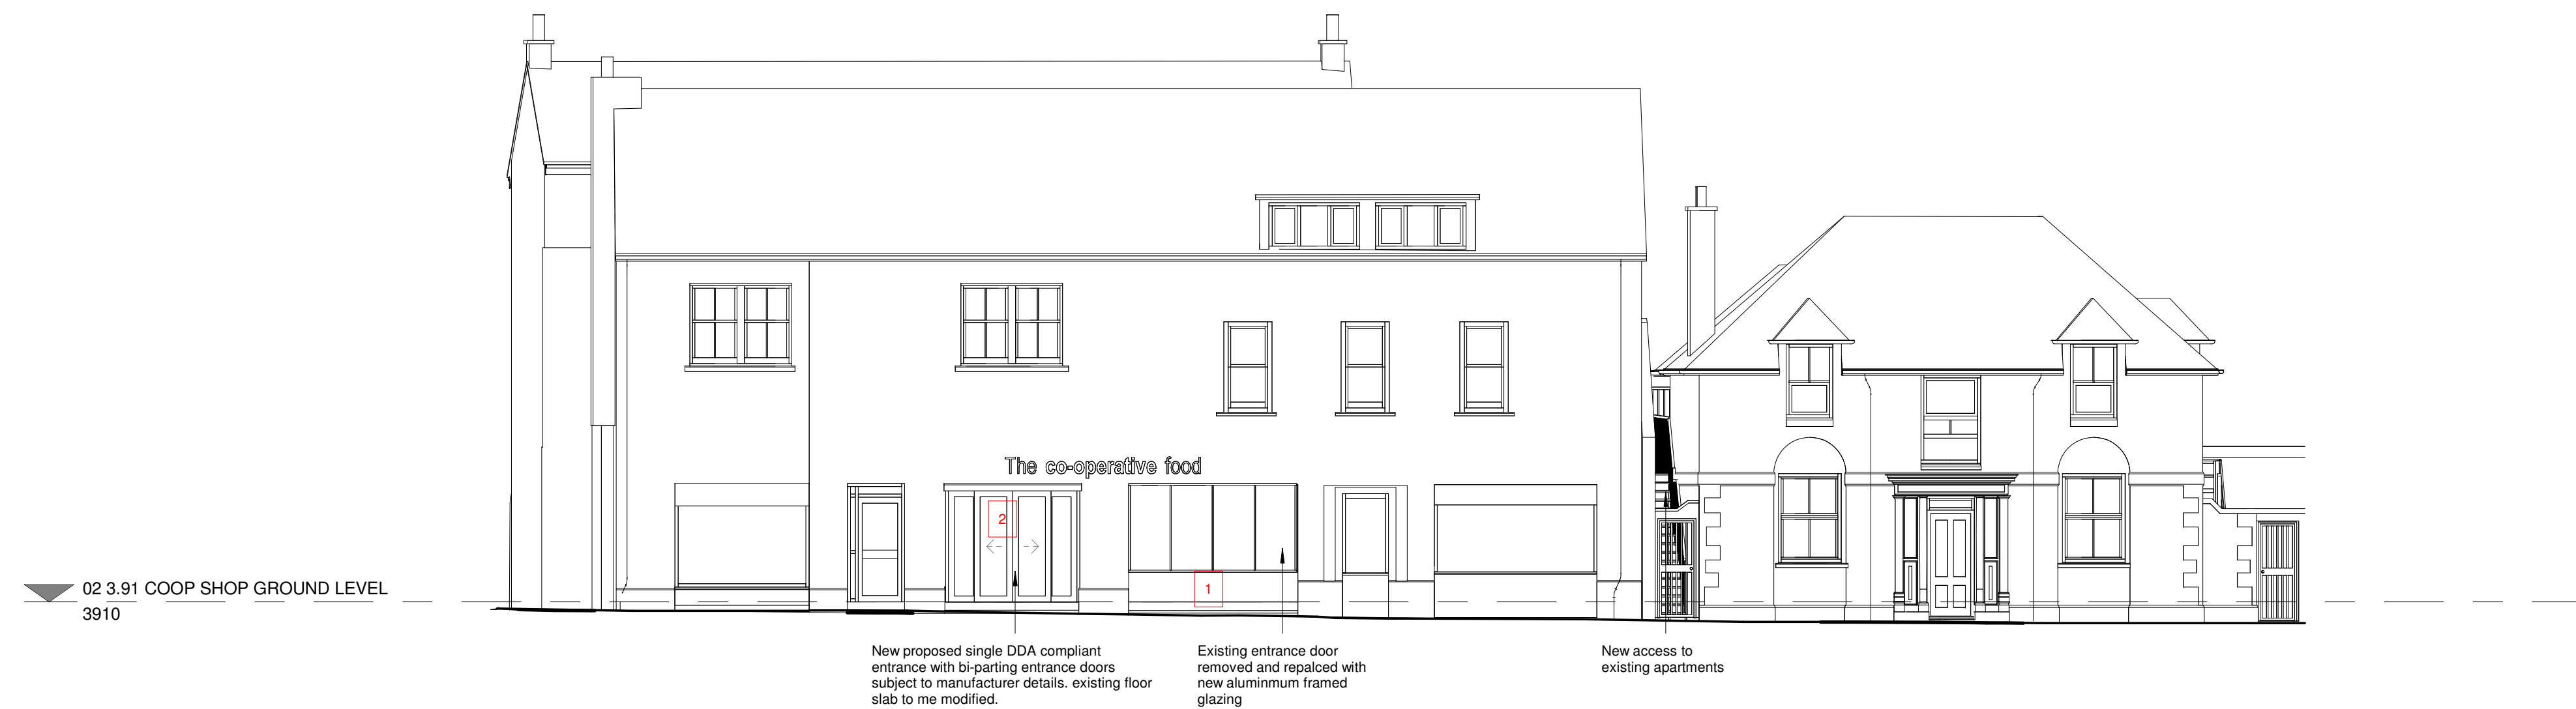 The co-operative food
2
1
02 3.91 COOP SHOP GROUND LEVEL
3910
New proposed single DDA compliant
entrance with bi-parting entrance doors
subject to manufacturer details. existing floor
slab to me modified.
Existing entrance door
removed and repalced with
new aluminmum framed
glazing
New access to
existing apartments